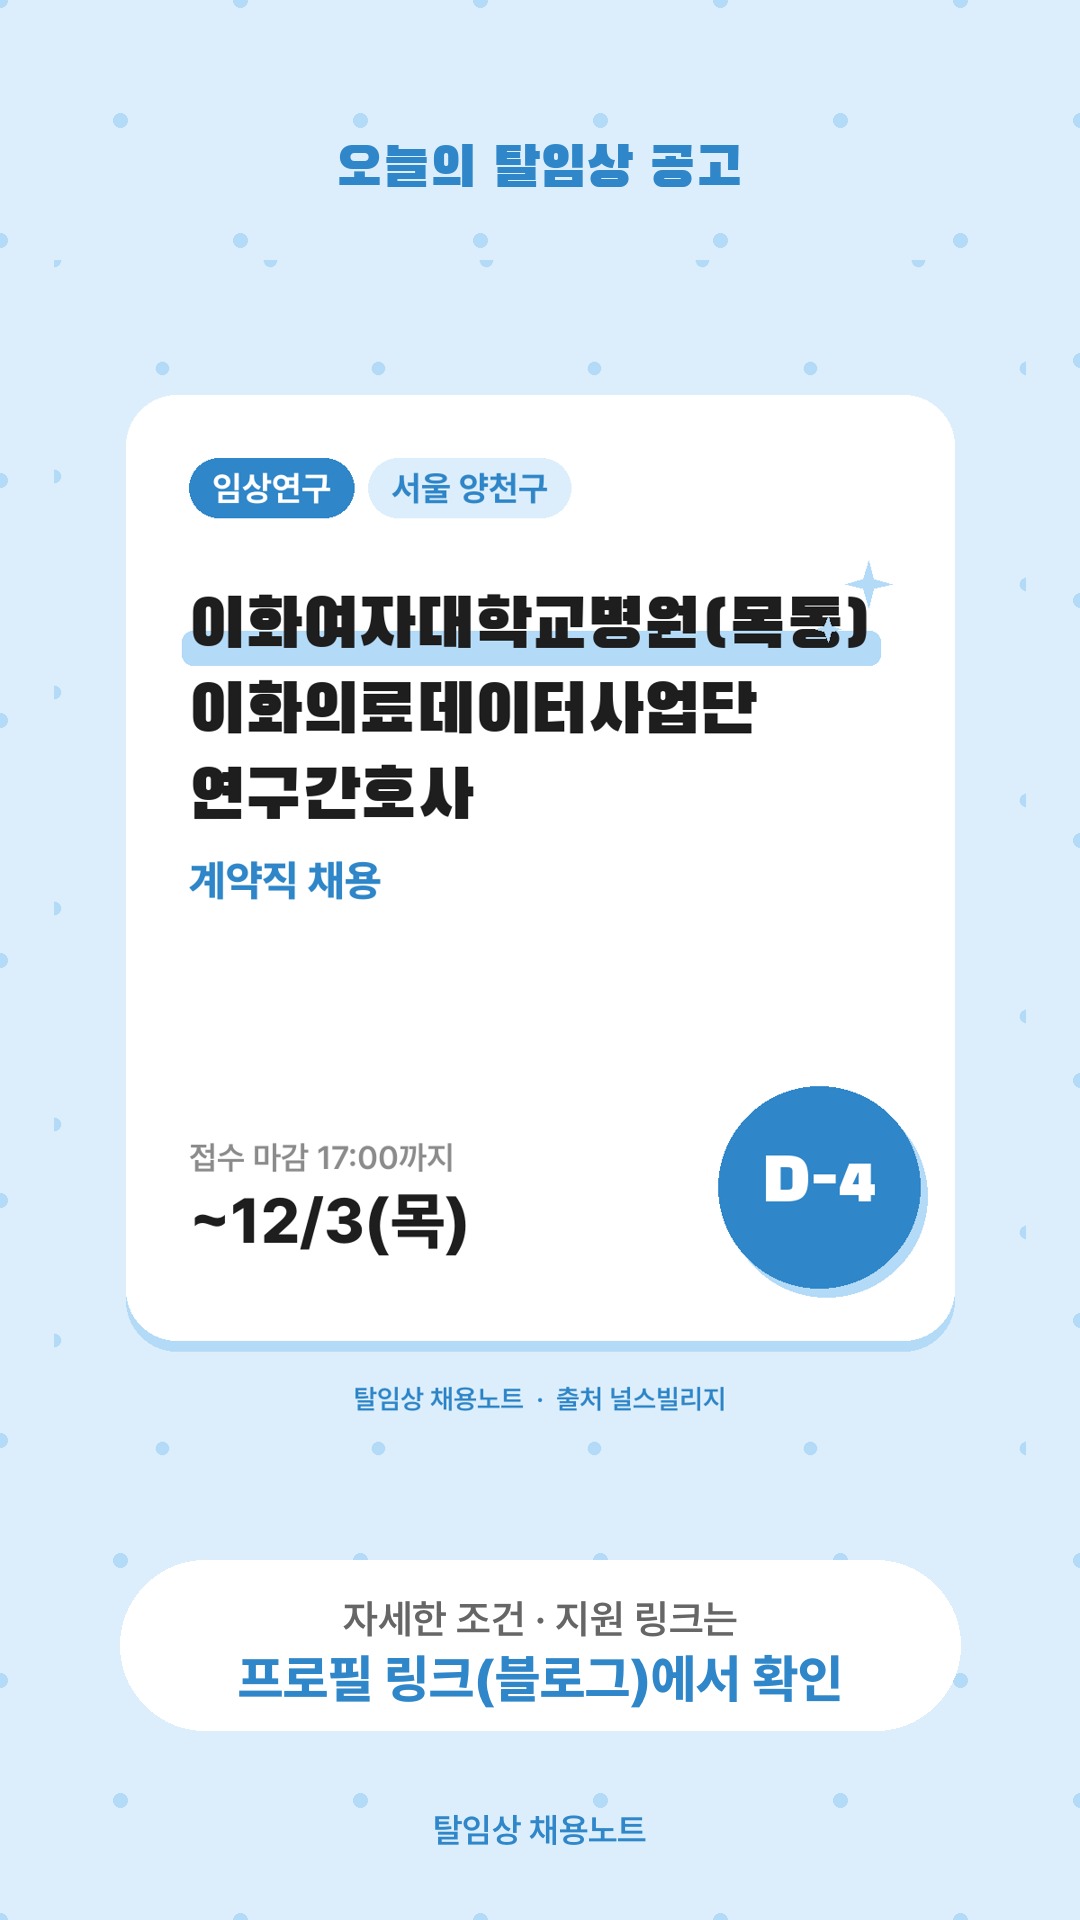 오늘의 탈임상 공고
임상연구 서울 양천구
이화여자대학교병원(목동)
이화의료데이터사업단
연구간호사
계약직 채용
접수 마감 17:00까지
~12/3(목)
D-4
탈임상 채용노트 · 출처 널스빌리지
자세한 조건 · 지원 링크는
프로필 링크(블로그)에서 확인
탈임상 채용노트